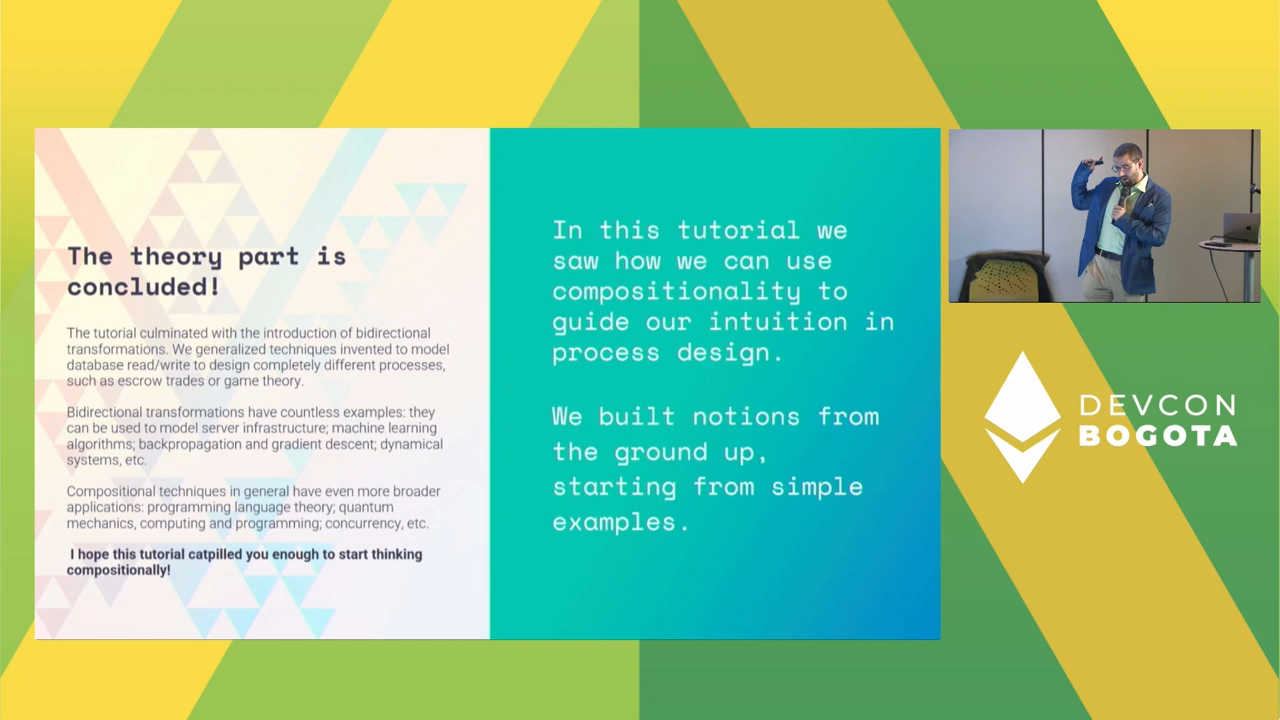 The theory part is
concluded!
The tutorial culminated with the introduction of bidirectional
transformations. We generalized techniques invented to model
database read/write to design completely different processes,
such as escrow trades or game theory.
Bidirectional transformations have countless examples: they
can be used to model server infrastructure; machine learning
algorithms; backpropagation and gradient descent; dynamical
systems, etc.
Compositional techniques in general have even more broader
applications: programming language theory; quantum
mechanics, computing and programming; concurrency, etc.
I hope this tutorial catpilled you enough to start thinking
compositionally!
In this tutorial we
saw how we can use
compositionality to
guide our intuition in
process design.
We built notions from
the ground up,
starting from simple
examples.
DEVCON
BOGOTA